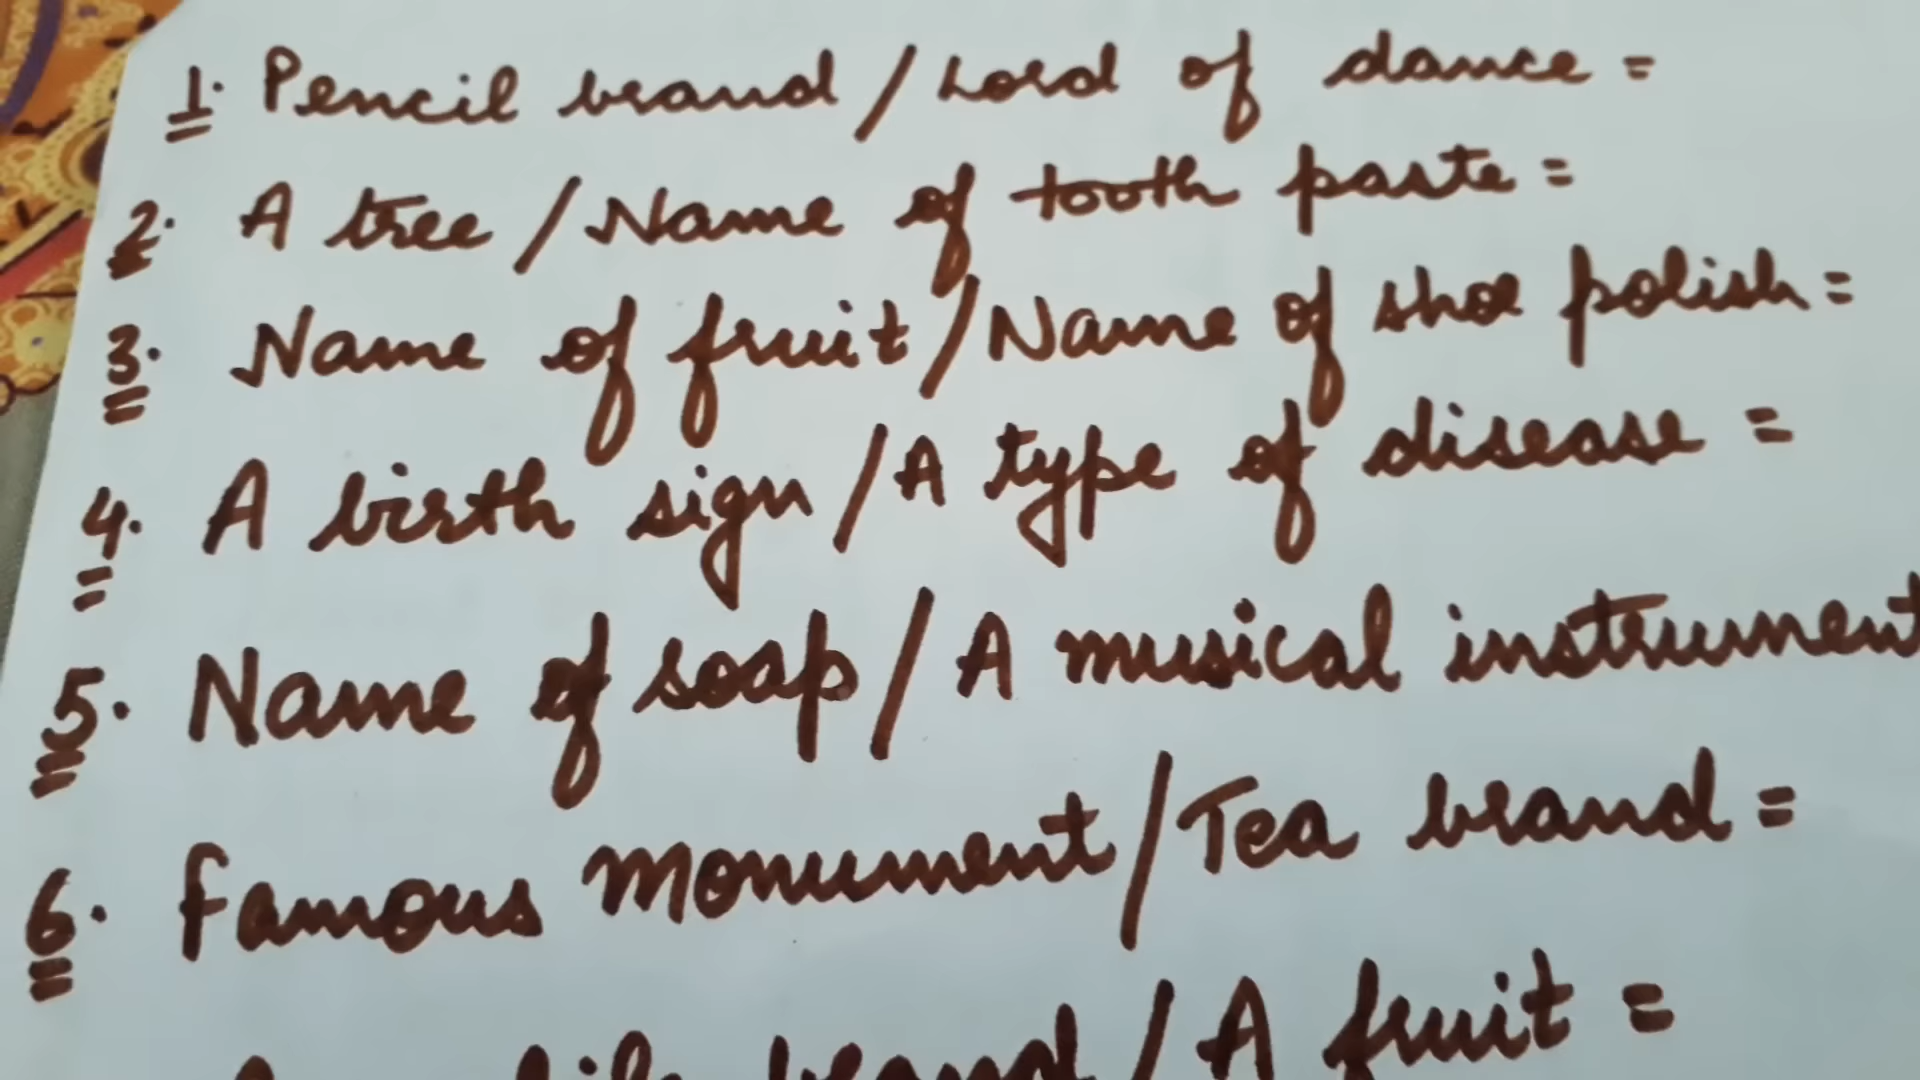 1. Pencil brand / Lord of dance =
2. A tree / Name of tooth paste =
3. Name of fruit / Name of shoe polish =
4. A birth sign / A type of disease =
5. Name of soap / A musical instrument
6. Famous Monument / Tea brand =
brand / A fruit =